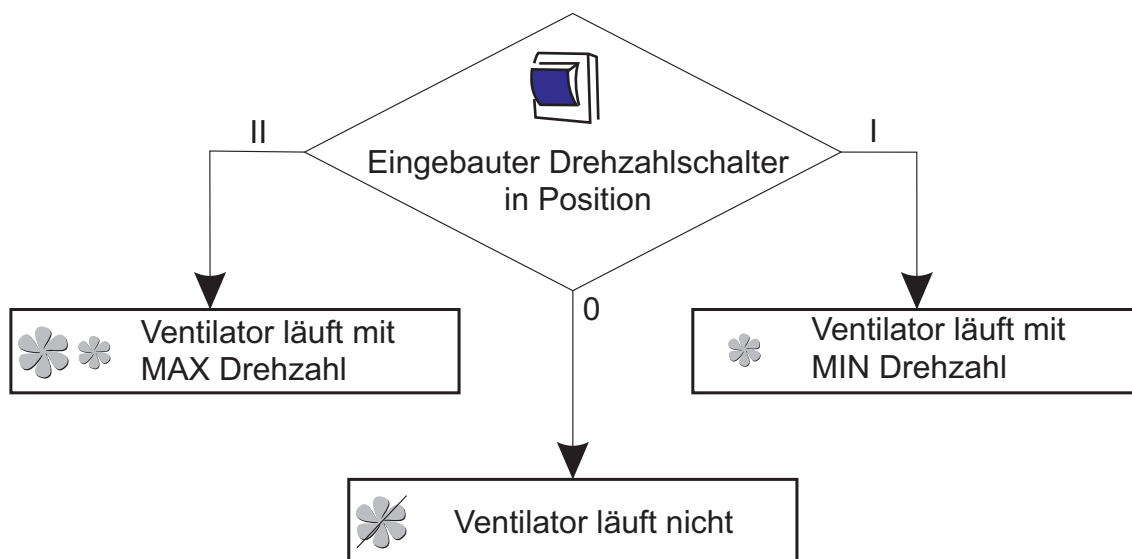 Eingebauter Drehzahlschalter
in Position
II
I
0
Ventilator läuft mit
MAX Drehzahl
Ventilator läuft mit
MIN Drehzahl
Ventilator läuft nicht